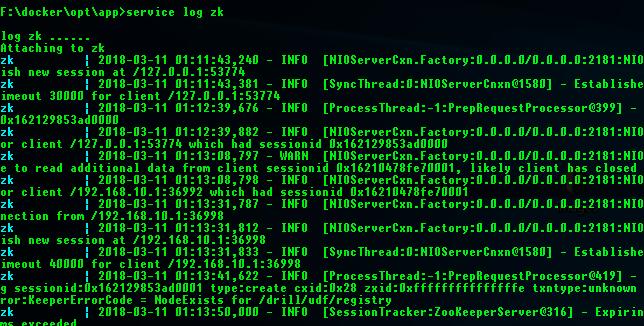 F:\docker\opt\app>service log zk
log zk ......
Attaching to zk
zk | 2018-03-11 01:11:43,240 - INFO [NIOServerCxn.Factory:0.0.0.0/0.0.0.0:2181:NIO
ish new session at /127.0.0.1:53774
zk | 2018-03-11 01:11:43,381 - INFO [SyncThread:0:NIOServerCnxn@1580] - Establishe
imeout 30000 for client /127.0.0.1:53774
zk | 2018-03-11 01:12:39,676 - INFO [ProcessThread:-1:PrepRequestProcessor@399] -
0x162129853ad0000
zk | 2018-03-11 01:12:39,882 - INFO [NIOServerCxn.Factory:0.0.0.0/0.0.0.0:2181:NIO
or client /127.0.0.1:53774 which had sessionid 0x162129853ad0000
zk | 2018-03-11 01:13:08,797 - WARN [NIOServerCxn.Factory:0.0.0.0/0.0.0.0:2181:NIO
e to read additional data from client sessionid 0x16210478fe70001, likely client has closed
zk | 2018-03-11 01:13:08,798 - INFO [NIOServerCxn.Factory:0.0.0.0/0.0.0.0:2181:NIO
or client /192.168.10.1:36992 which had sessionid 0x16210478fe70001
zk | 2018-03-11 01:13:31,787 - INFO [NIOServerCxn.Factory:0.0.0.0/0.0.0.0:2181:NIO
nection from /192.168.10.1:36998
zk | 2018-03-11 01:13:31,812 - INFO [NIOServerCxn.Factory:0.0.0.0/0.0.0.0:2181:NIO
ish new session at /192.168.10.1:36998
zk | 2018-03-11 01:13:31,833 - INFO [SyncThread:0:NIOServerCnxn@1580] - Establishe
imeout 40000 for client /192.168.10.1:36998
zk | 2018-03-11 01:13:41,622 - INFO [ProcessThread:-1:PrepRequestProcessor@419] -
g sessionid:0x162129853ad0001 type:create cxid:0x28 zxid:0xfffffffffffffffe txntype:unknown
ror:KeeperErrorCode = NodeExists for /drill/udf/registry
zk | 2018-03-11 01:13:50,000 - INFO [SessionTracker:ZooKeeperServer@316] - Expirin
ms exceeded